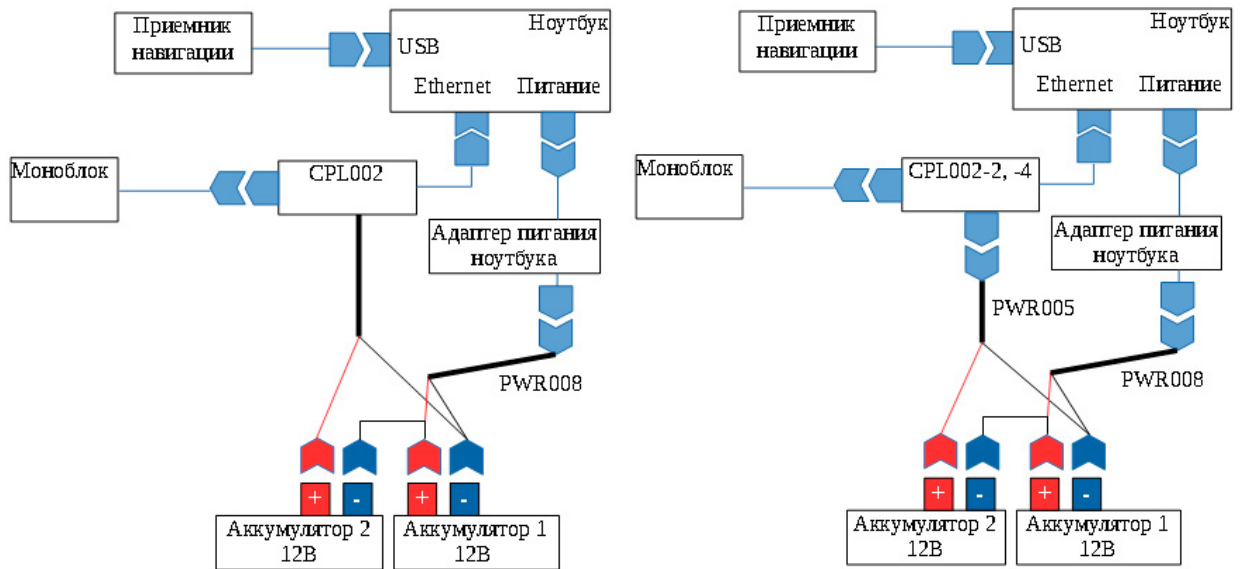 Приемник
навигации
Ноутбук
USB
Ethernet
Питание
Моноблок
CPL002
Адаптер питания
ноутбука
PWR008
+
-
+
-
Аккумулятор 2
12В
Аккумулятор 1
12В
Приемник
навигации
Ноутбук
USB
Ethernet
Питание
Моноблок
CPL002-2, -4
Адаптер питания
ноутбука
PWR005
PWR008
+
-
+
-
Аккумулятор 2
12В
Аккумулятор 1
12В